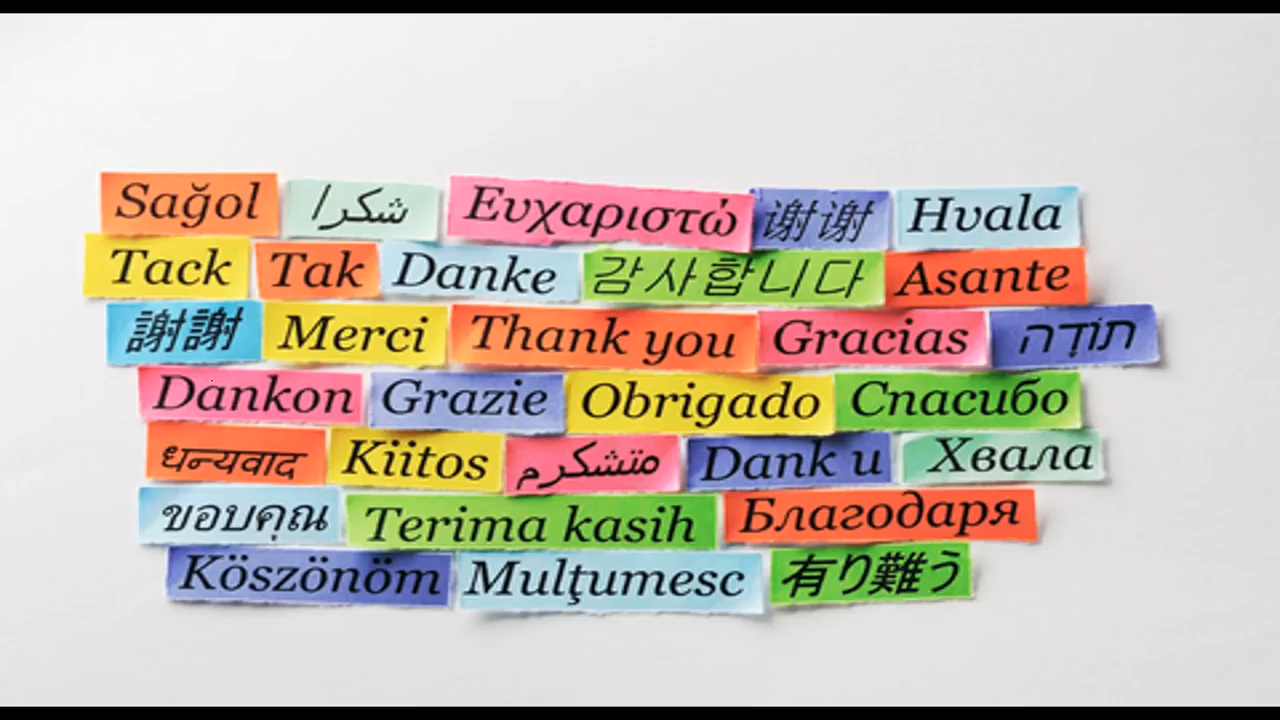 Sağol شكرا Ευχαριστώ 谢谢 Hvala
Tack Tak Danke 감사합니다 Asante
謝謝 Merci Thank you Gracias תּוֹדָה
Dankon Grazie Obrigado Спасибо
धन्यवाद Kiitos متشکرم Dank u Хвала
ขอบคุณ Terima kasih Благодаря
Köszönöm Mulţumesc 有り難う